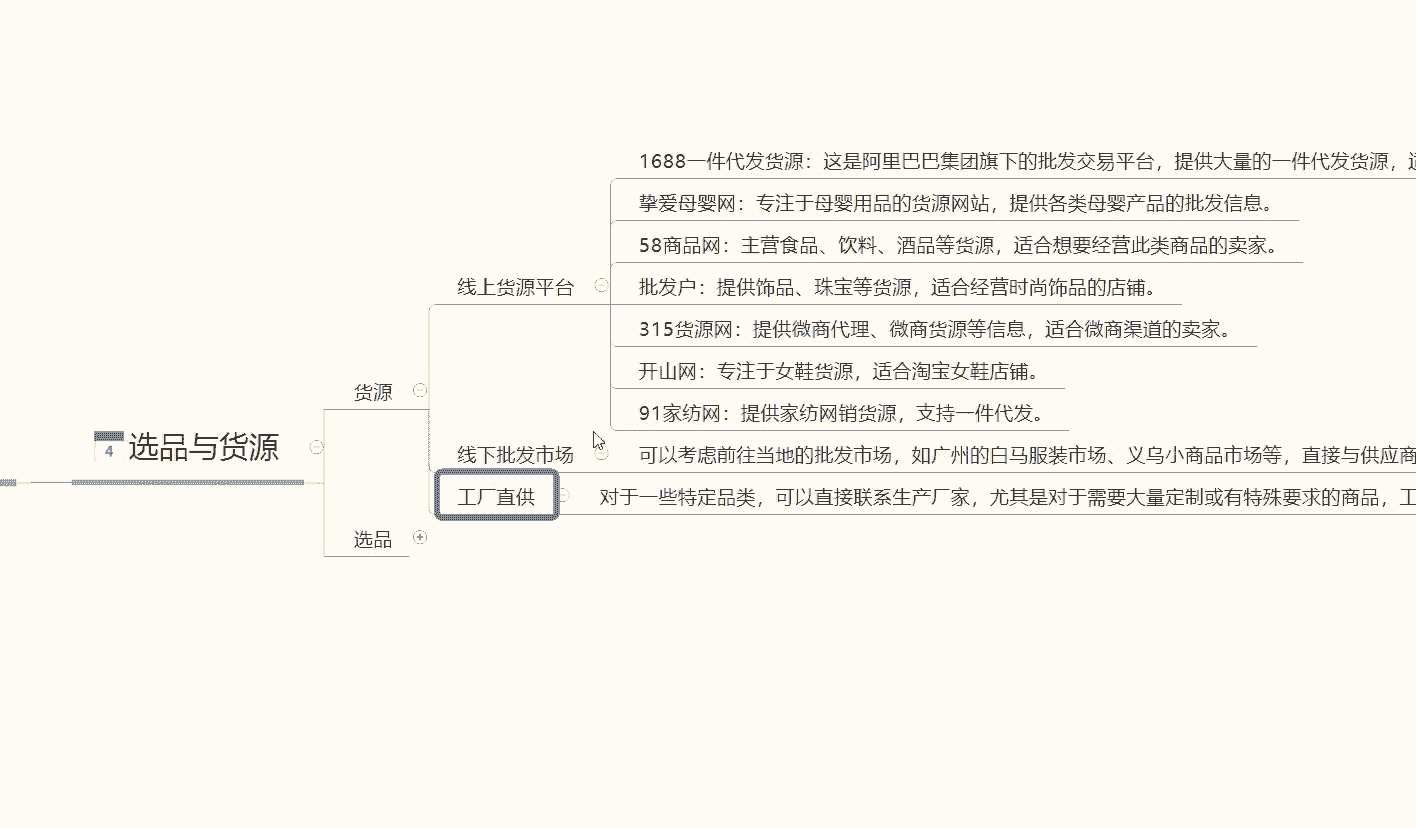 1688一件代发货源：这是阿里巴巴集团旗下的批发交易平台，提供大量的一件代发货源，
挚爱母婴网：专注于母婴用品的货源网站，提供各类母婴产品的批发信息。
58商品网：主营食品、饮料、酒品等货源，适合想要经营此类商品的卖家。
线上货源平台
批发户：提供饰品、珠宝等货源，适合经营时尚饰品的店铺。
315货源网：提供微商代理、微商货源等信息，适合微商渠道的卖家。
开山网：专注于女鞋货源，适合淘宝女鞋店铺。
货源
91家纺网：提供家纺网销货源，支持一件代发。
4 选品与货源
线下批发市场
可以考虑前往当地的批发市场，如广州的白马服装市场、义乌小商品市场等，直接与供应商
工厂直供
对于一些特定品类，可以直接联系生产厂家，尤其是对于需要大量定制或有特殊要求的商品，工
选品